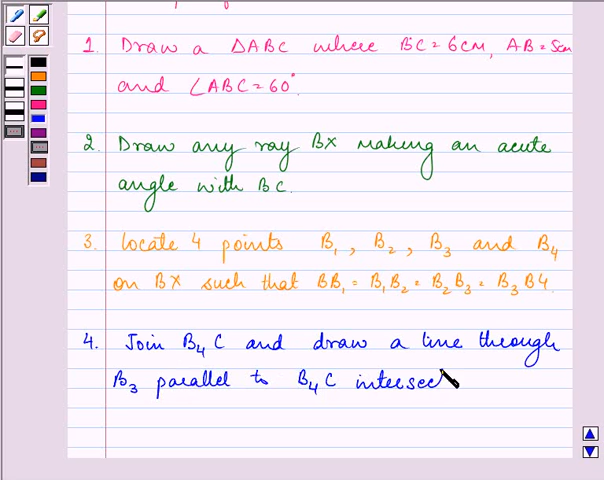 1. Draw a ΔABC where BC = 6cm, AB = 5cm
and ∠ABC = 60°.
2. Draw any ray BX making an acute
angle with BC.
3. Locate 4 points B₁, B₂, B₃ and B₄
on BX such that BB₁ = B₁B₂ = B₂B₃ = B₃B4.
4. Join B₄C and draw a line through
B₃ parallel to B₄C intersec